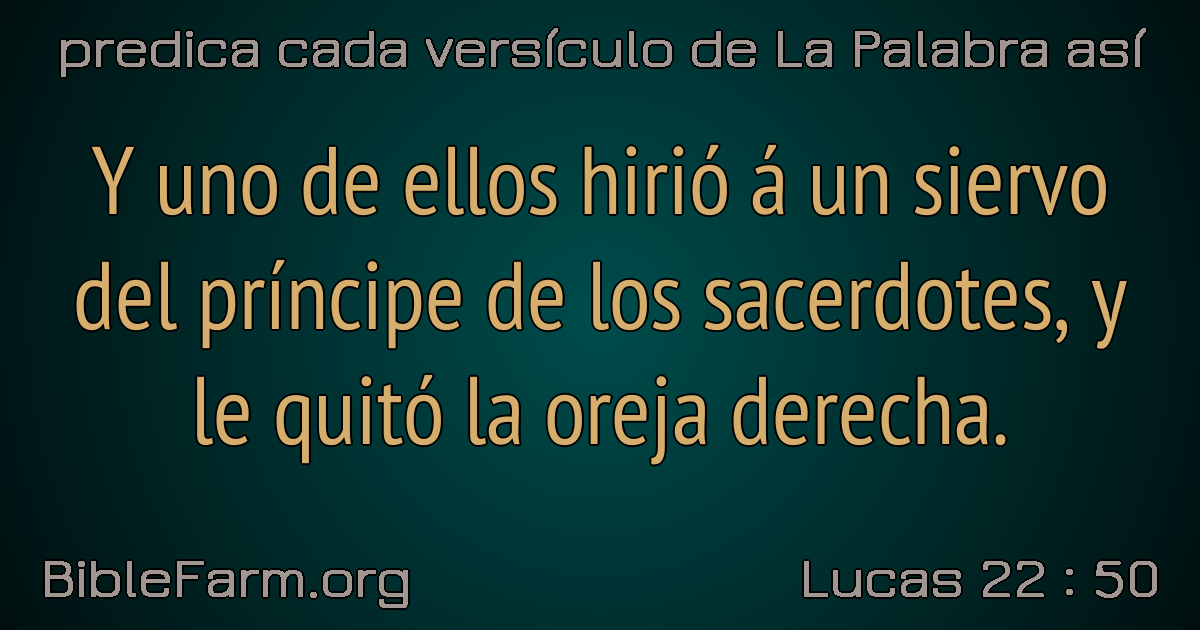 predica cada versículo de La Palabra así
Y uno de ellos hirió á un siervo
del príncipe de los sacerdotes, y
le quitó la oreja derecha.
BibleFarm.org
Lucas 22 : 50